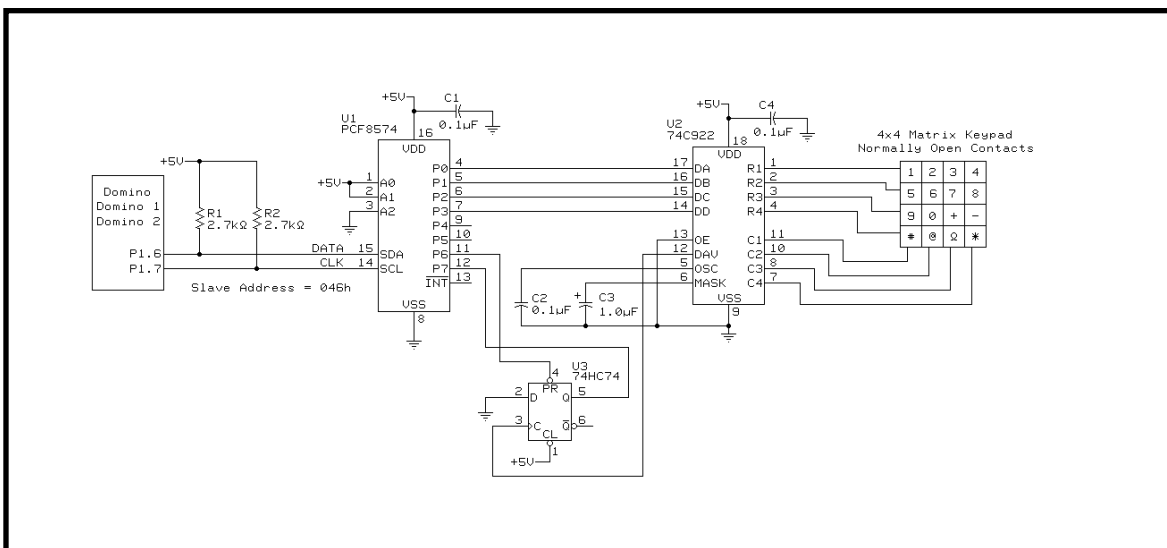 +5V
C1
0.1µF
U1
PCF8574
16
VDD
+5V
C4
0.1µF
U2
74C922
18
VDD
4x4 Matrix Keypad
Normally Open Contacts
+5V
Domino
Domino 1
Domino 2
P1.6
P1.7
R1
2.7kΩ
R2
2.7kΩ
DATA
CLK
Slave Address = 046h
+5V
1 A0
2 A1
3 A2
15 SDA
14 SCL
P0 4
P1 5
P2 6
P3 7
P4 9
P5 10
P6 11
P7 12
INT 13
VSS
8
17 DA
16 DB
15 DC
14 DD
13 OE
12 DAV
5 OSC
6 MASK
R1 1
R2 2
R3 3
R4 4
C1 11
C2 10
C3 8
C4 7
VSS
9
1 2 3 4
5 6 7 8
9 0 + -
# @ Ω *
C2
0.1µF
+
C3
1.0µF
U3
74HC74
4
PR
2 D
Q 5
3 C
Q 6
CL
1
+5V